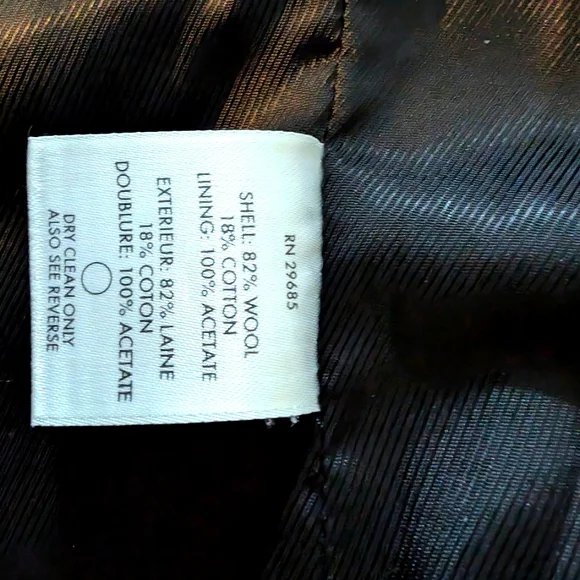 RN 29685
SHELL: 82% WOOL
18% COTTON
LINING: 100% ACETATE
EXTERIEUR: 82% LAINE
18% COTON
DOUBLURE: 100% ACETATE
DRY CLEAN ONLY
ALSO SEE REVERSE